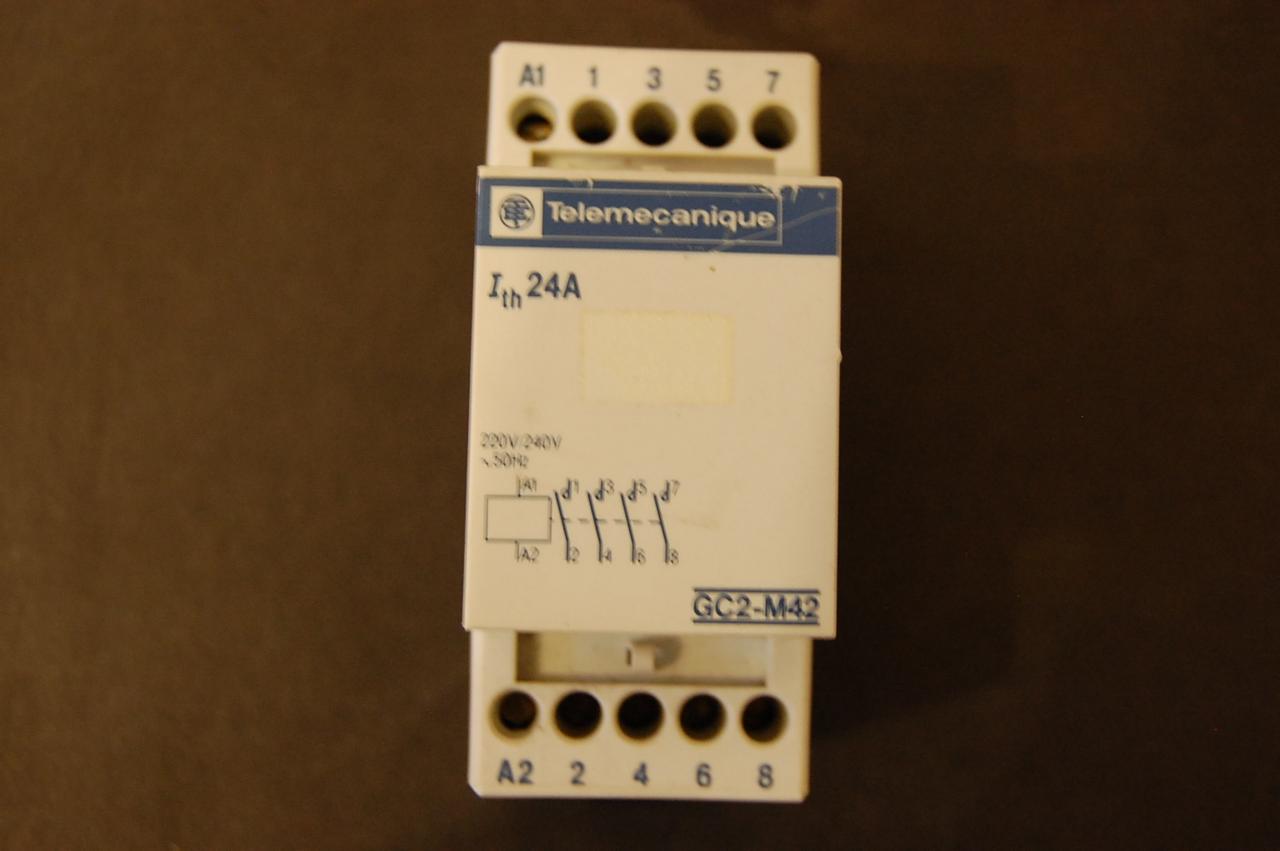 A1 1 3 5 7
Telemecanique
Ith 24A
220V/240V
50Hz
A1 1 3 5 7
A2 2 4 6 8
GC2-M42
A2 2 4 6 8